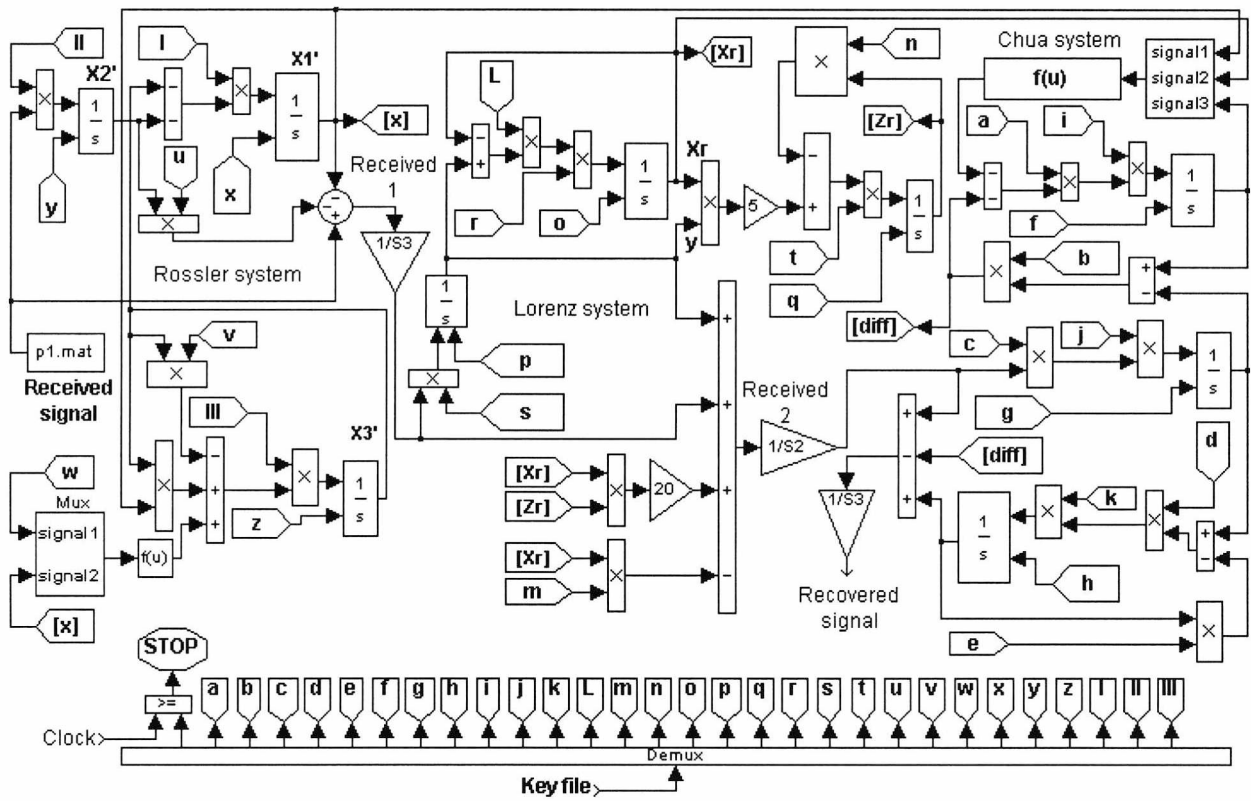 II
I
X2'
X1'
1
s
1
s
[x]
u
y
x
Received
1
1/S3
Rossler system
p1.mat
Received
signal
v
III
X3'
w
Mux
signal1
signal2
f(u)
z
1
s
[x]
[Xr]
L
r
o
1
s
Xr
y
5
1
s
Lorenz system
p
s
Received
2
1/S2
[Xr]
[Zr]
20
[Xr]
m
n
[Zr]
t
q
1
s
Chua system
f(u)
signal1
signal2
signal3
a
i
f
1
s
b
[diff]
c
j
g
1
s
d
[diff]
k
1
s
h
e
1/S3
Recovered
signal
STOP
>=
Clock
a b c d e f g h i j k L m n o p q r s t u v w x y z I II III
Demux
Key file